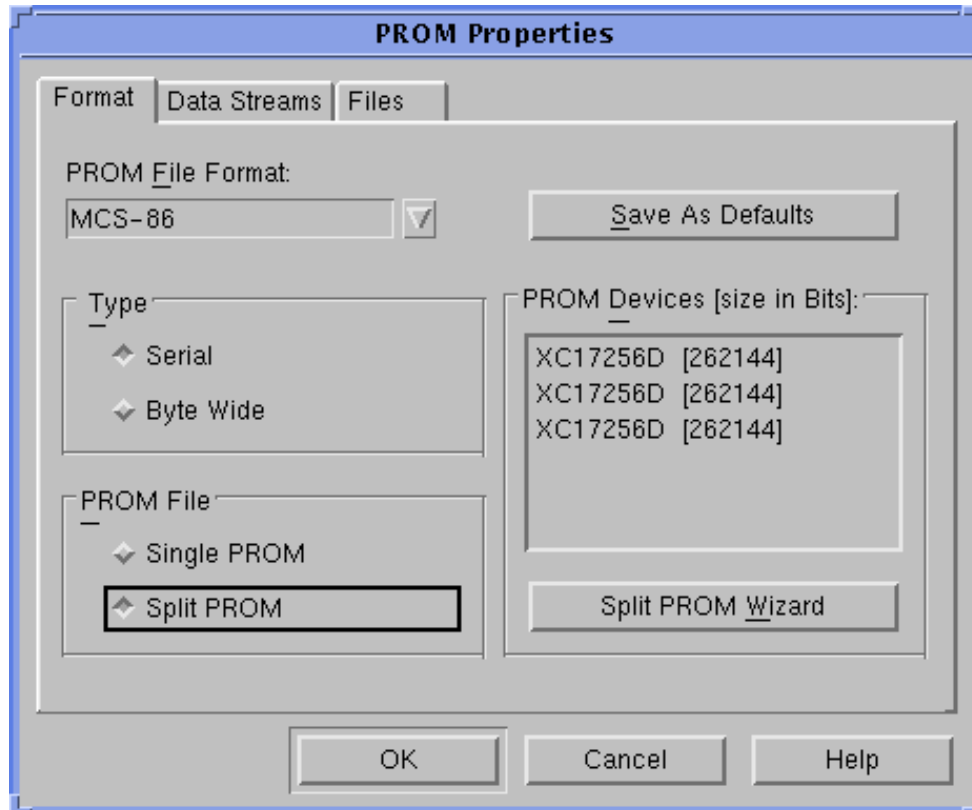 PROM Properties
Format
Data Streams
Files
PROM File Format:
MCS-86
Save As Defaults
Type
Serial
Byte Wide
PROM File
Single PROM
Split PROM
PROM Devices [size in Bits]:
XC17256D [262144]
XC17256D [262144]
XC17256D [262144]
Split PROM Wizard
OK
Cancel
Help